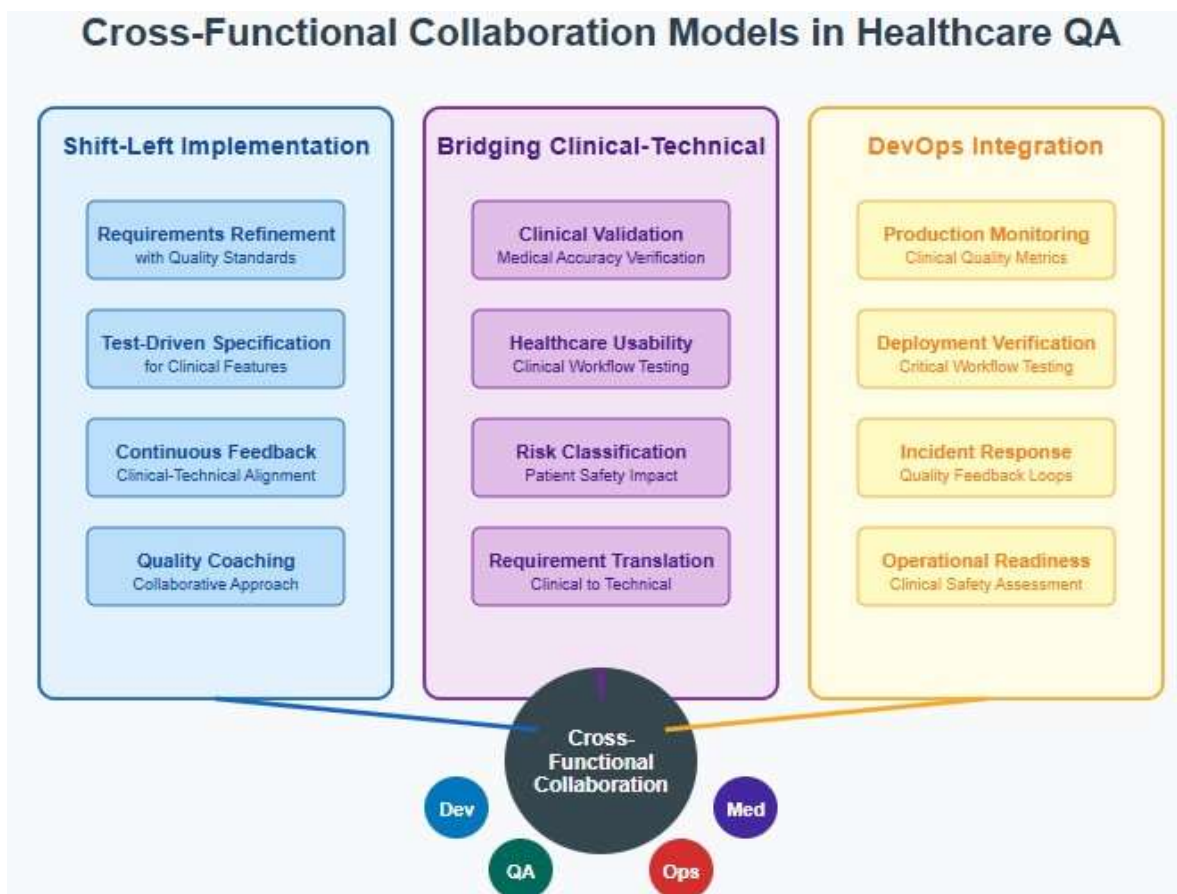 Cross-Functional Collaboration Models in Healthcare QA
Shift-Left Implementation
Requirements Refinement
with Quality Standards
Test-Driven Specification
for Clinical Features
Continuous Feedback
Clinical-Technical Alignment
Quality Coaching
Collaborative Approach
Bridging Clinical-Technical
Clinical Validation
Medical Accuracy Verification
Healthcare Usability
Clinical Workflow Testing
Risk Classification
Patient Safety Impact
Requirement Translation
Clinical to Technical
DevOps Integration
Production Monitoring
Clinical Quality Metrics
Deployment Verification
Critical Workflow Testing
Incident Response
Quality Feedback Loops
Operational Readiness
Clinical Safety Assessment
Cross-
Functional
Collaboration
Dev
Med
QA
Ops